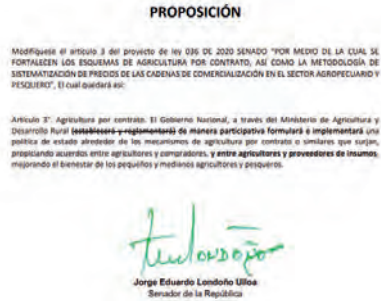 PROPOSICIÓN
Modifíquese el artículo 3 del proyecto de ley 036 DE 2020 SENADO "POR MEDIO DE LA CUAL SE
FORTALECEN LOS ESQUEMAS DE AGRICULTURA POR CONTRATO, ASÍ COMO LA METODOLOGÍA DE
SISTEMATIZACIÓN DE PRECIOS DE LAS CADENAS DE COMERCIALIZACIÓN EN EL SECTOR AGROPECUARIO Y
PESQUERO", El cual quedará así:
Artículo 3°. Agricultura por contrato. El Gobierno Nacional, a través del Ministerio de Agricultura y
Desarrollo Rural (establecerá y reglamentará) de manera participativa formulará e implementará una
política de estado alrededor de los mecanismos de agricultura por contrato o similares que surjan,
propiciando acuerdos entre agricultores y compradores, y entre agricultores y proveedores de insumos,
mejorando el bienestar de los pequeños y medianos agricultores y pesqueros.
Jorge Eduardo Londoño Ulloa
Senador de la República